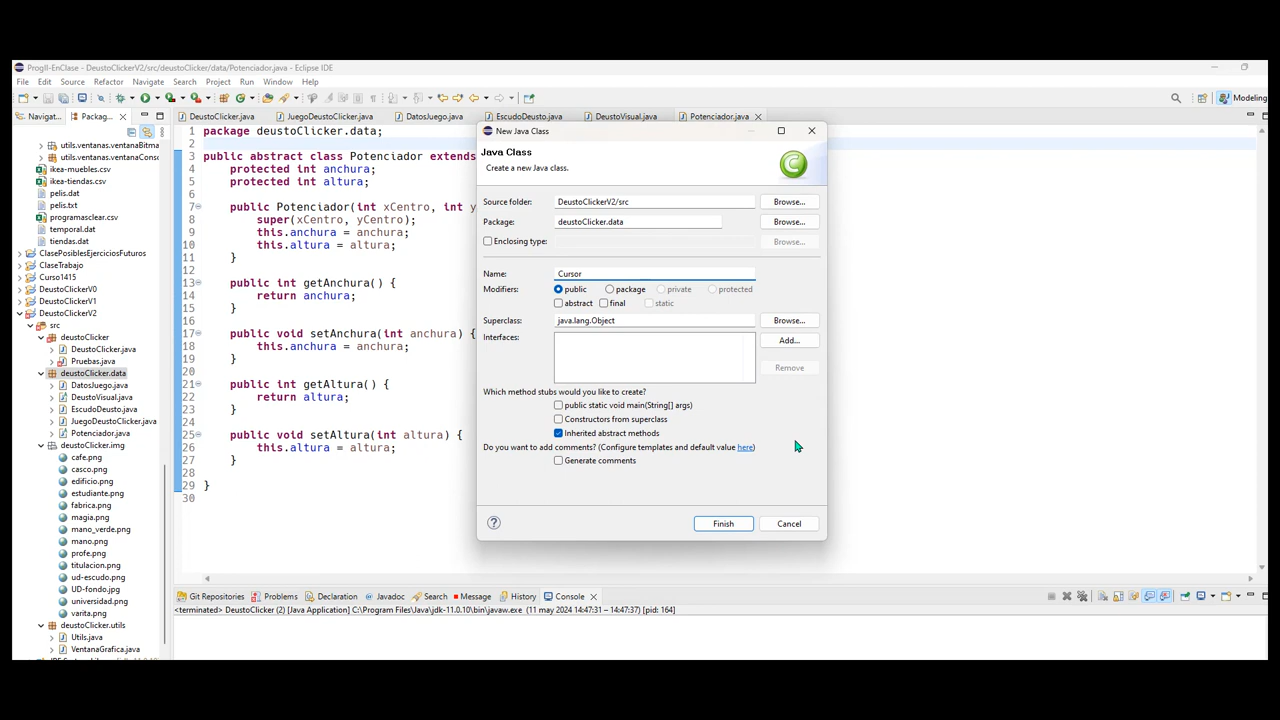 ProgII-EnClase - DeustoClickerV2/src/deustoClicker/data/Potenciador.java - Eclipse IDE
File Edit Source Refactor Navigate Search Project Run Window Help
Modeling
Navigat... Packag...
DeustoClicker.java JuegoDeustoClicker.java DatosJuego.java EscudoDeusto.java DeustoVisual.java Potenciador.java
utils.ventanas.ventanaBitma
utils.ventanas.ventanaConso
ikea-muebles.csv
ikea-tiendas.csv
pelis.dat
pelis.txt
programasclear.csv
temporal.dat
tiendas.dat
ClasePosiblesEjerciciosFuturos
ClaseTrabajo
Curso1415
DeustoClickerV0
DeustoClickerV1
DeustoClickerV2
src
deustoClicker
DeustoClicker.java
Pruebas.java
deustoClicker.data
DatosJuego.java
DeustoVisual.java
EscudoDeusto.java
JuegoDeustoClicker.java
Potenciador.java
deustoClicker.img
cafe.png
casco.png
edificio.png
estudiante.png
fabrica.png
magia.png
mano_verde.png
mano.png
profe.png
titulacion.png
ud-escudo.png
UD-fondo.jpg
universidad.png
varita.png
deustoClicker.utils
Utils.java
VentanaGrafica.java
1 package deustoClicker.data;
2
3 public abstract class Potenciador extends
4 protected int anchura;
5 protected int altura;
6
7 public Potenciador(int xCentro, int y
8 super(xCentro, yCentro);
9 this.anchura = anchura;
10 this.altura = altura;
11 }
12
13 public int getAnchura() {
14 return anchura;
15 }
16
17 public void setAnchura(int anchura) {
18 this.anchura = anchura;
19 }
20
21 public int getAltura() {
22 return altura;
23 }
24
25 public void setAltura(int altura) {
26 this.altura = altura;
27 }
28
29 }
30
New Java Class
Java Class
Create a new Java class.
Source folder: DeustoClickerV2/src Browse...
Package: deustoClicker.data Browse...
Enclosing type: Browse...
Name: Cursor
Modifiers: public package private protected
abstract final static
Superclass: java.lang.Object Browse...
Interfaces: Add...
Remove
Which method stubs would you like to create?
public static void main(String[] args)
Constructors from superclass
Inherited abstract methods
Do you want to add comments? (Configure templates and default value here)
Generate comments
? Finish Cancel
Git Repositories Problems Declaration Javadoc Search Message History Console
<terminated> DeustoClicker (2) [Java Application] C:\Program Files\Java\jdk-11.0.10\bin\javaw.exe (11 may 2024 14:47:31 – 14:47:37) [pid: 164]